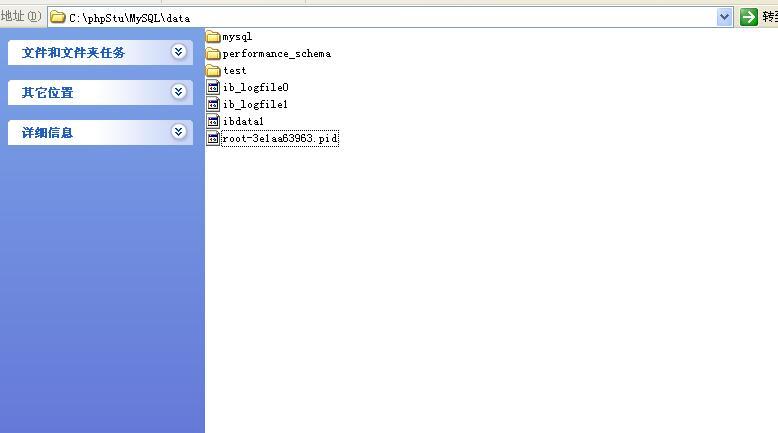 地址(D) C:\phpStu\MySQL\data 转到
文件和文件夹任务
其它位置
详细信息
mysql
performance_schema
test
ib_logfile0
ib_logfile1
ibdata1
root-3e1aa63963.pid